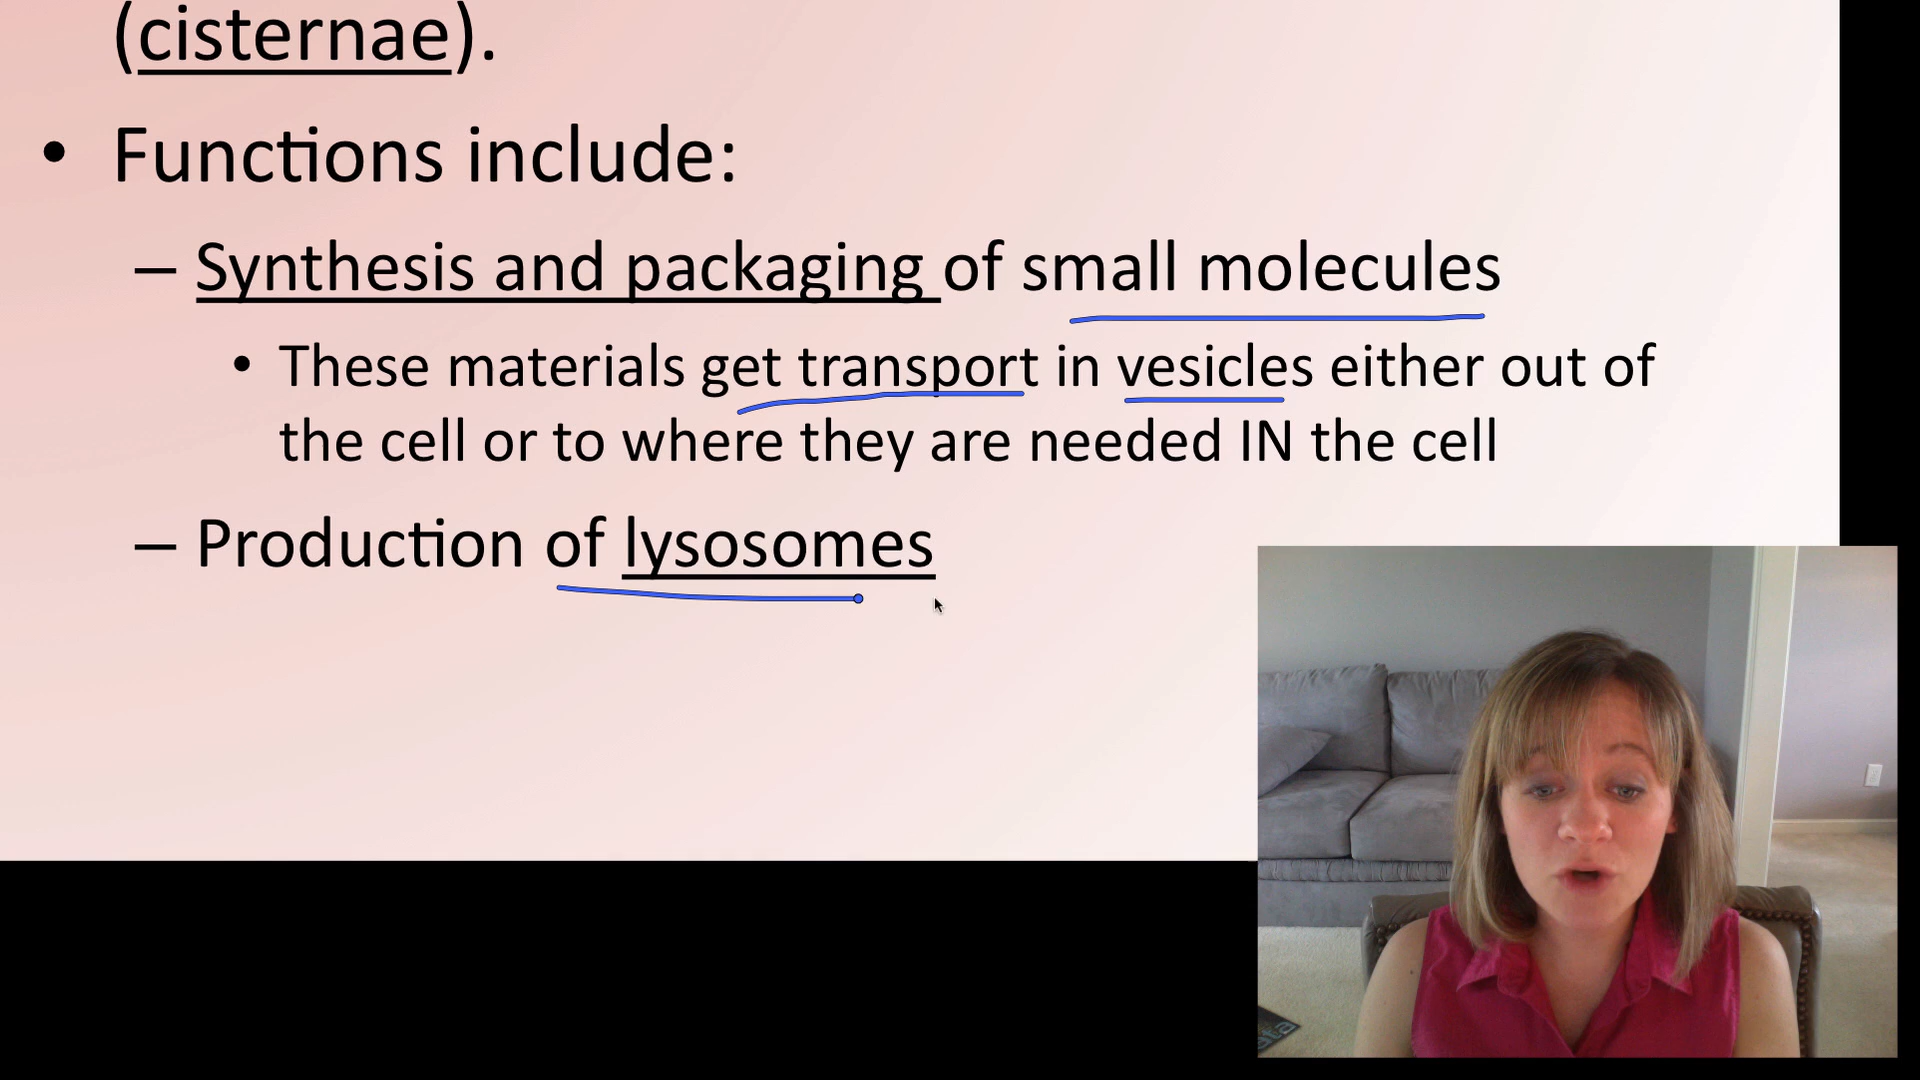 (cisternae).
• Functions include:
– Synthesis and packaging of small molecules
• These materials get transport in vesicles either out of
the cell or to where they are needed IN the cell
– Production of lysosomes